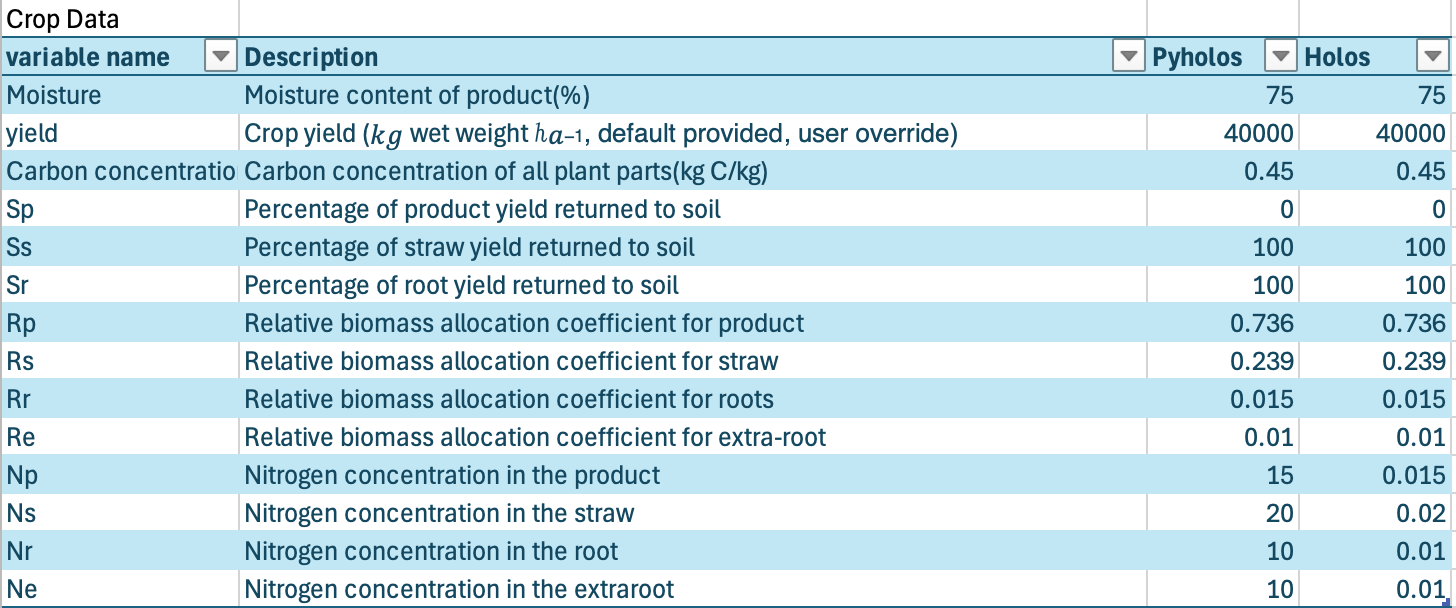 Crop Data
variable name Description Pyholos Holos
Moisture Moisture content of product(%) 75 75
yield Crop yield (𝑘𝑔 wet weight ℎ𝑎−1, default provided, user override) 40000 40000
Carbon concentratio Carbon concentration of all plant parts(kg C/kg) 0.45 0.45
Sp Percentage of product yield returned to soil 0 0
Ss Percentage of straw yield returned to soil 100 100
Sr Percentage of root yield returned to soil 100 100
Rp Relative biomass allocation coefficient for product 0.736 0.736
Rs Relative biomass allocation coefficient for straw 0.239 0.239
Rr Relative biomass allocation coefficient for roots 0.015 0.015
Re Relative biomass allocation coefficient for extra-root 0.01 0.01
Np Nitrogen concentration in the product 15 0.015
Ns Nitrogen concentration in the straw 20 0.02
Nr Nitrogen concentration in the root 10 0.01
Ne Nitrogen concentration in the extraroot 10 0.01